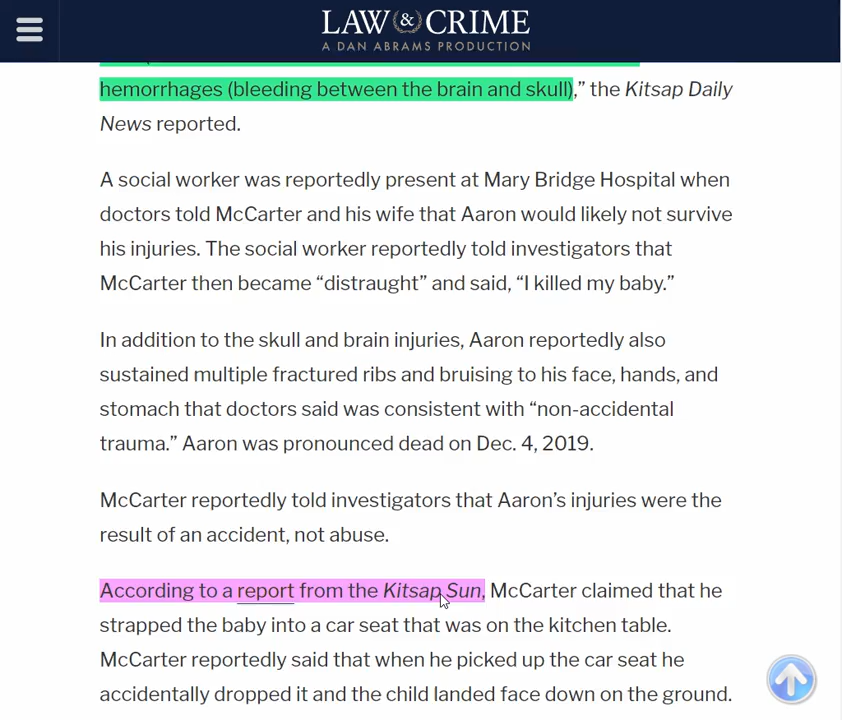 LAW & CRIME
A DAN ABRAMS PRODUCTION
hemorrhages (bleeding between the brain and skull),” the Kitsap Daily
News reported.
A social worker was reportedly present at Mary Bridge Hospital when
doctors told McCarter and his wife that Aaron would likely not survive
his injuries. The social worker reportedly told investigators that
McCarter then became “distraught” and said, “I killed my baby.”
In addition to the skull and brain injuries, Aaron reportedly also
sustained multiple fractured ribs and bruising to his face, hands, and
stomach that doctors said was consistent with “non-accidental
trauma.” Aaron was pronounced dead on Dec. 4, 2019.
McCarter reportedly told investigators that Aaron’s injuries were the
result of an accident, not abuse.
According to a report from the Kitsap Sun, McCarter claimed that he
strapped the baby into a car seat that was on the kitchen table.
McCarter reportedly said that when he picked up the car seat he
accidentally dropped it and the child landed face down on the ground.